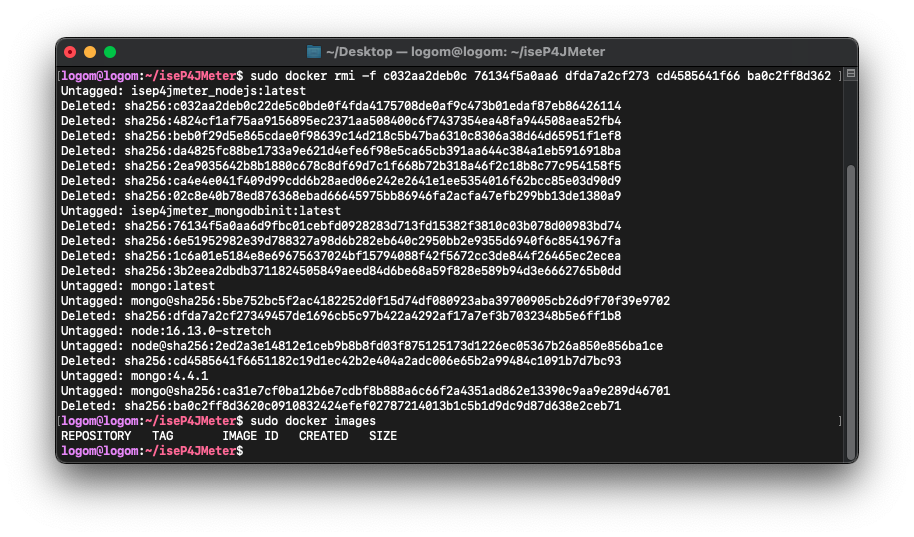 ~/Desktop — logom@logom: ~/iseP4JMeter
[logom@logom:~/iseP4JMeter$ sudo docker rmi -f c032aa2deb0c 76134f5a0aa6 dfda7a2cf273 cd4585641f66 ba0c2ff8d362 ]
Untagged: isep4jmeter_nodejs:latest
Deleted: sha256:c032aa2deb0c22de5c0bde0f4fda4175708de0af9c473b01edaf87eb86426114
Deleted: sha256:4824cf1af75aa9156895ec2371aa508400c6f7437354ea48fa944508aea52fb4
Deleted: sha256:beb0f29d5e865cdae0f98639c14d218c5b47ba6310c8306a38d64d65951f1ef8
Deleted: sha256:da4825fc88be1733a9e621d4efe6f98e5ca65cb391aa644c384a1eb5916918ba
Deleted: sha256:2ea9035642b8b1880c678c8df69d7c1f668b72b318a46f2c18b8c77c954158f5
Deleted: sha256:ca4e4e041f409d99cdd6b28aed06e242e2641e1ee5354016f62bcc85e03d90d9
Deleted: sha256:02c8e40b78ed876368ebad66645975bb86946fa2acfa47efb299bb13de1380a9
Untagged: isep4jmeter_mongodbinit:latest
Deleted: sha256:76134f5a0aa6d9fbc01cebfd0928283d713fd15382f3810c03b078d00983bd74
Deleted: sha256:6e51952982e39d788327a98d6b282eb640c2950bb2e9355d6940f6c8541967fa
Deleted: sha256:1c6a01e5184e8e69675637024bf15794088f42f5672cc3de844f26465ec2ecea
Deleted: sha256:3b2eea2dbdb3711824505849aeed84d6be68a59f828e589b94d3e6662765b0dd
Untagged: mongo:latest
Untagged: mongo@sha256:5be752bc5f2ac4182252d0f15d74df080923aba39700905cb26d9f70f39e9702
Deleted: sha256:dfda7a2cf27349457de1696cb5c97b422a4292af17a7ef3b7032348b5e6ff1b8
Untagged: node:16.13.0-stretch
Untagged: node@sha256:2ed2a3e14812e1ceb9b8b8fd03f875125173d1226ec05367b26a850e856ba1ce
Deleted: sha256:cd4585641f6651182c19d1ec42b2e404a2adc006e65b2a99484c1091b7d7bc93
Untagged: mongo:4.4.1
Untagged: mongo@sha256:ca31e7cf0ba12b6e7cdbf8b888a6c66f2a4351ad862e13390c9aa9e289d46701
Deleted: sha256:ba0c2ff8d3620c0910832424efef02787214013b1c5b1d9dc9d87d638e2ceb71
[logom@logom:~/iseP4JMeter$ sudo docker images ]
REPOSITORY   TAG       IMAGE ID   CREATED   SIZE
logom@logom:~/iseP4JMeter$